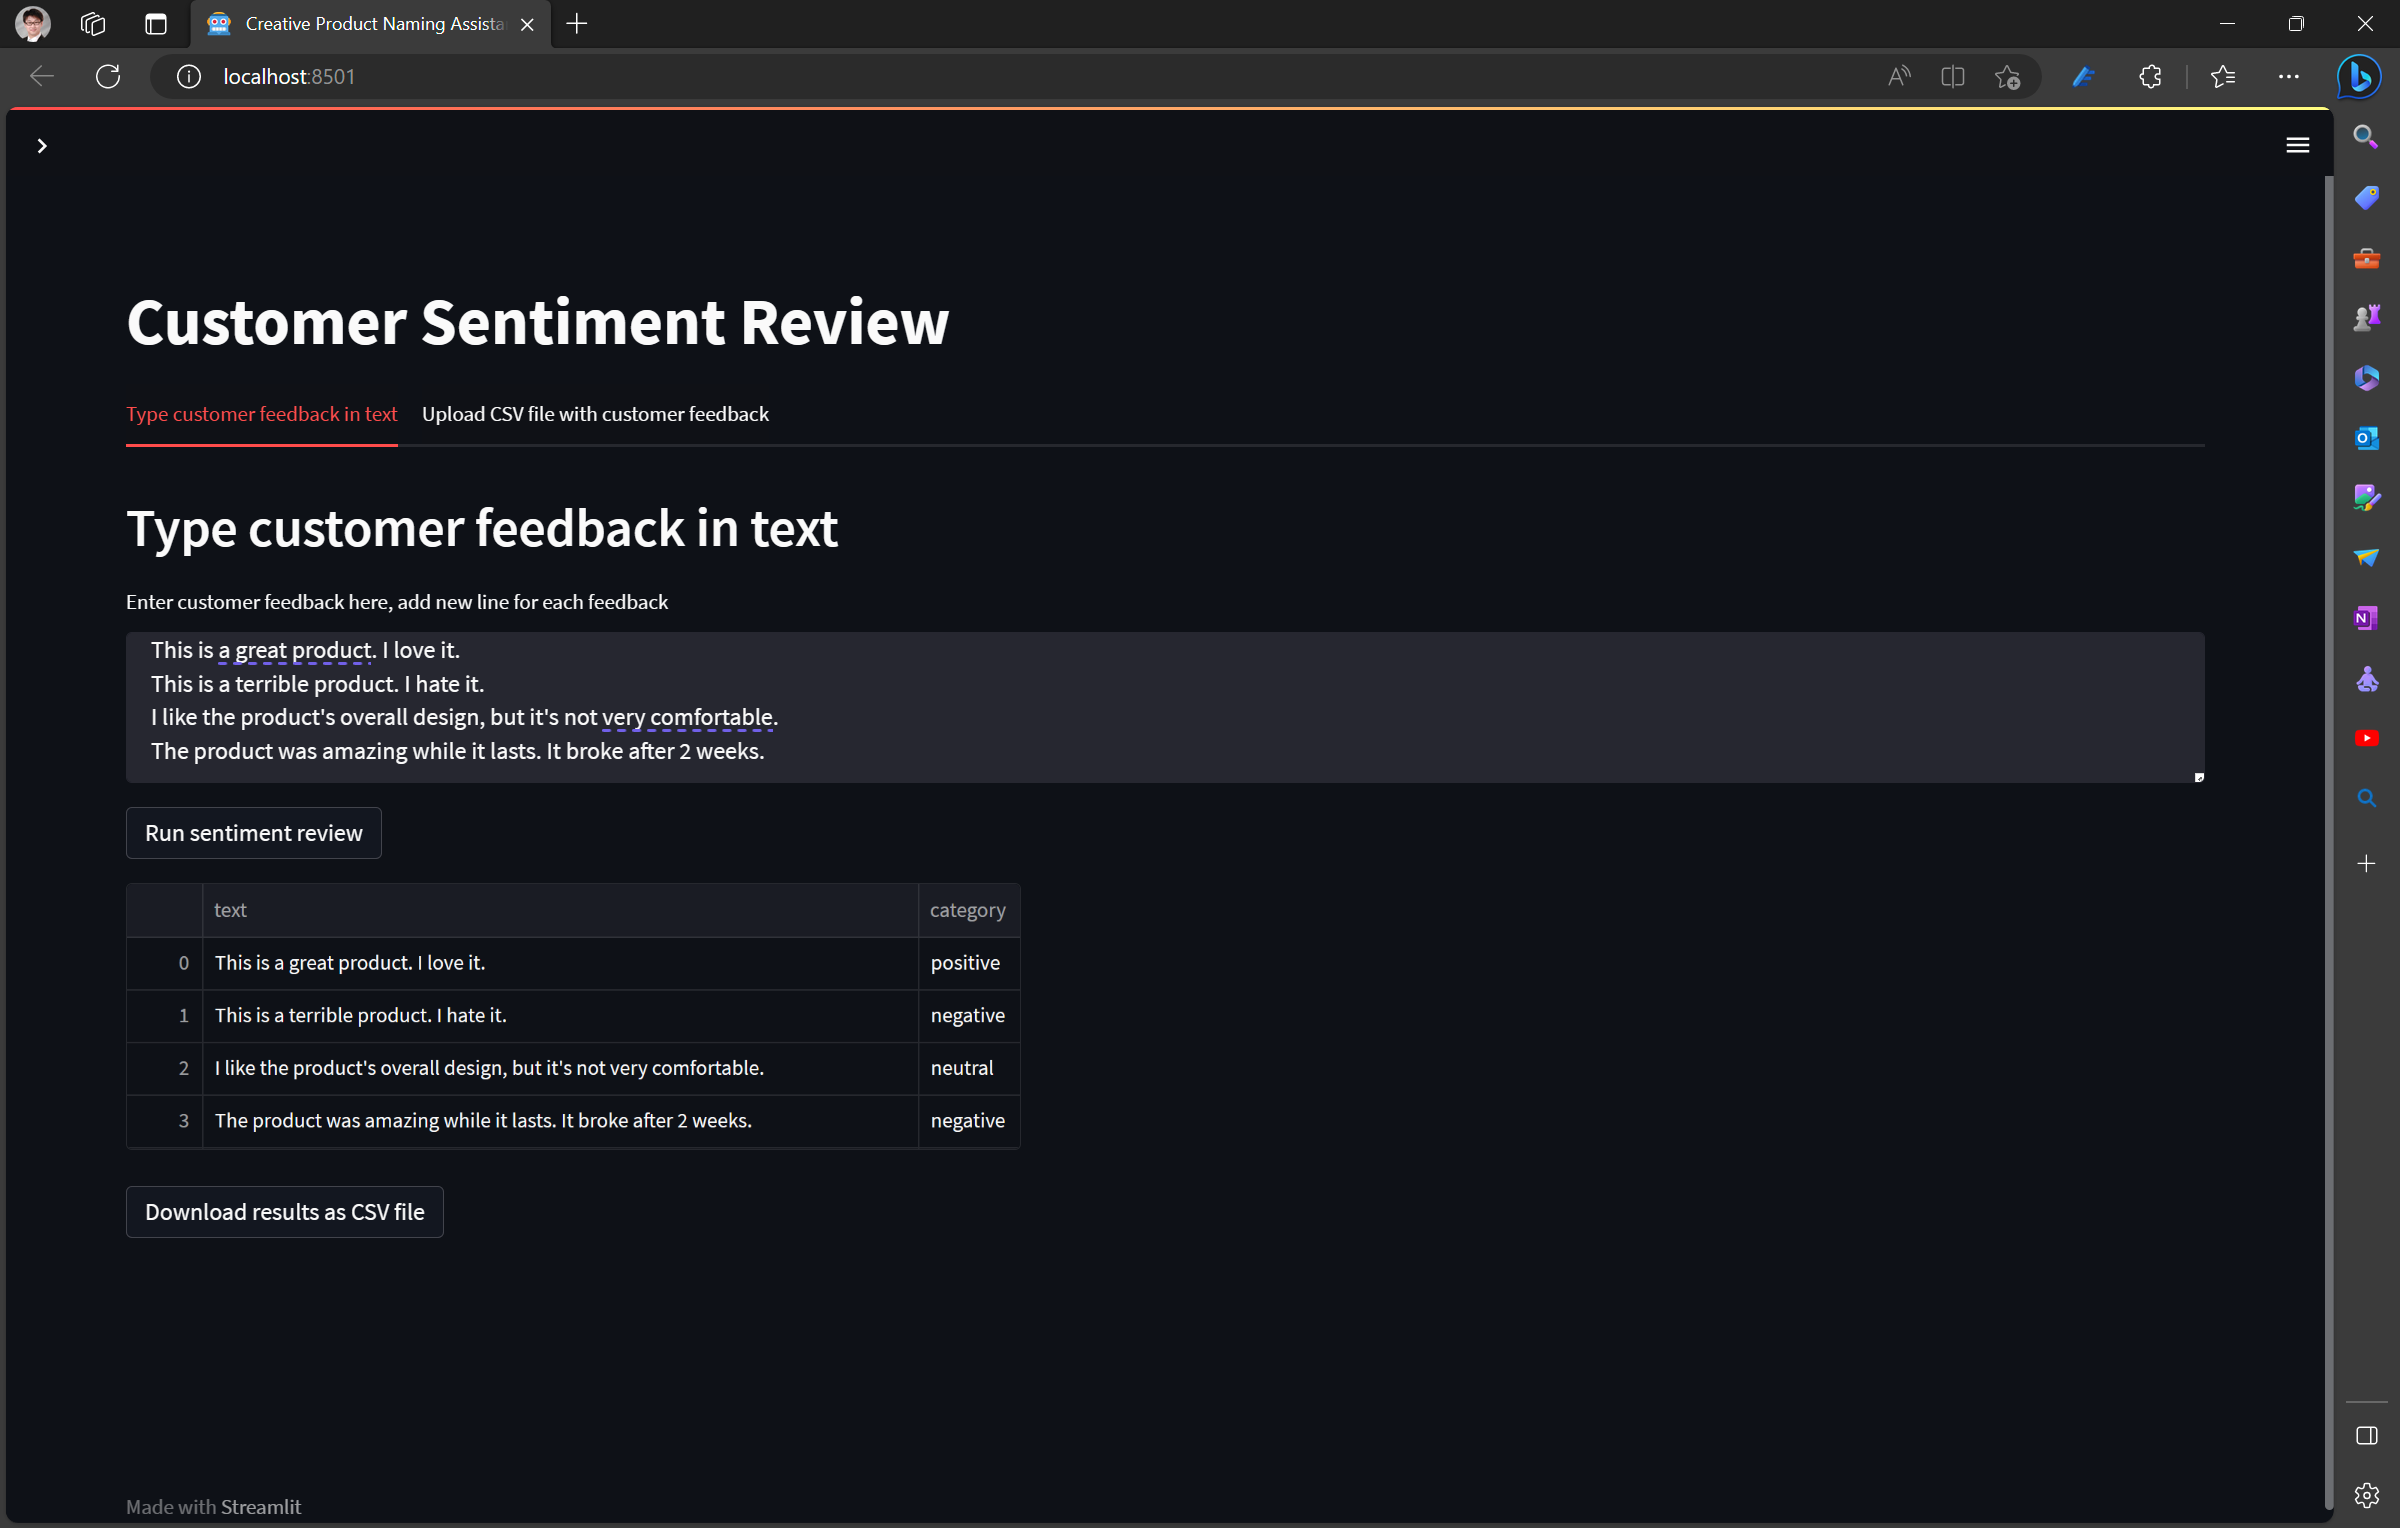 Creative Product Naming Assista
localhost:8501
Customer Sentiment Review
Type customer feedback in text
Upload CSV file with customer feedback
Type customer feedback in text
Enter customer feedback here, add new line for each feedback
This is a great product. I love it.
This is a terrible product. I hate it.
I like the product's overall design, but it's not very comfortable.
The product was amazing while it lasts. It broke after 2 weeks.
Run sentiment review
text category
0 This is a great product. I love it. positive
1 This is a terrible product. I hate it. negative
2 I like the product's overall design, but it's not very comfortable. neutral
3 The product was amazing while it lasts. It broke after 2 weeks. negative
Download results as CSV file
Made with Streamlit